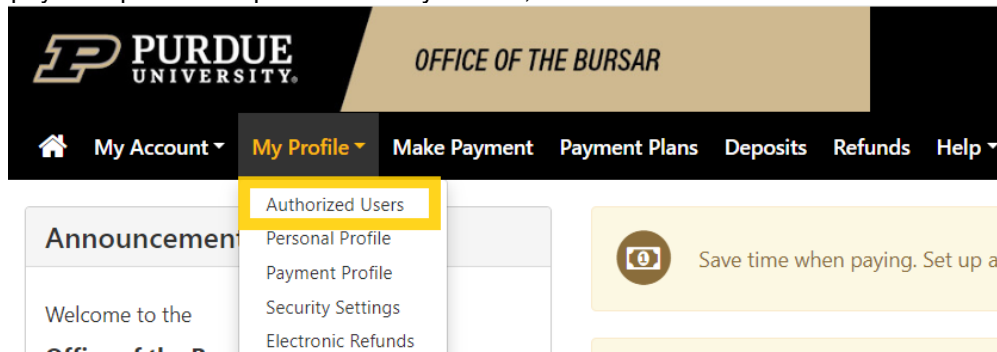 PURDUE
UNIVERSITY®
OFFICE OF THE BURSAR
My Account My Profile Make Payment Payment Plans Deposits Refunds Help
Authorized Users
Personal Profile
Payment Profile
Security Settings
Electronic Refunds
Announcement
Welcome to the
Save time when paying. Set up a